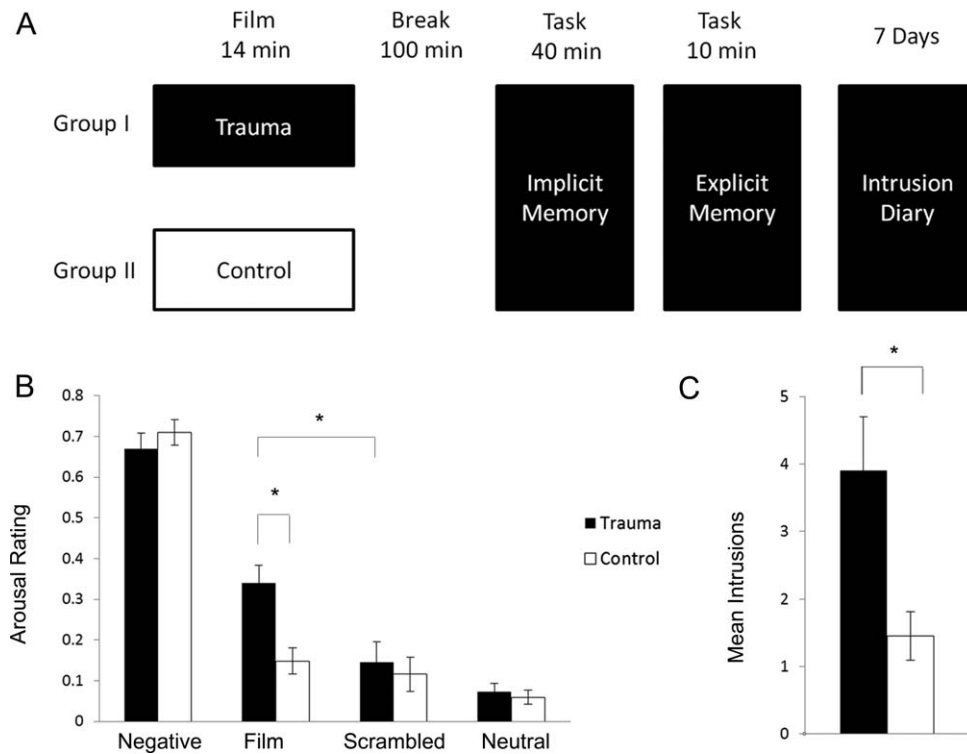 A
Film
14 min
Break
100 min
Task
40 min
Task
10 min
7 Days
Group I
Trauma
Group II
Control
Implicit
Memory
Explicit
Memory
Intrusion
Diary
B
Arousal Rating
0.8
0.7
0.6
0.5
0.4
0.3
0.2
0.1
0
*
*
Negative
Film
Scrambled
Neutral
Trauma
Control
C
*
Mean Intrusions
5
4
3
2
1
0